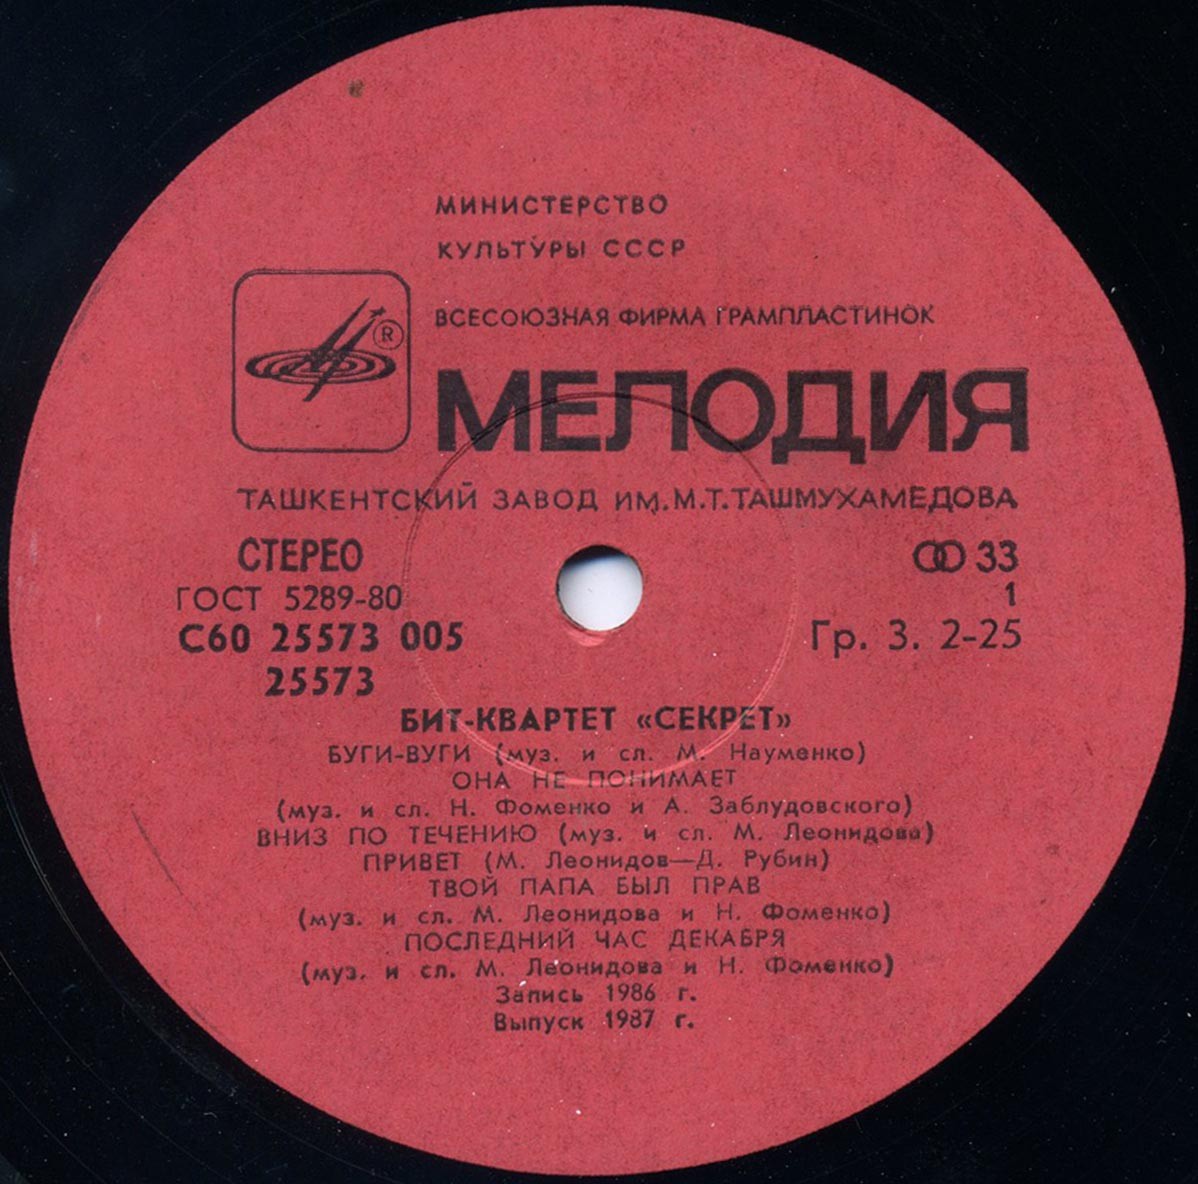 МИНИСТЕРСТВО
КУЛЬТУРЫ СССР
ВСЕСОЮЗНАЯ ФИРМА ГРАМПЛАСТИНОК
®
МЕЛОДИЯ
ТАШКЕНТСКИЙ ЗАВОД ИМ. М.Т.ТАШМУХАМЕДОВА
СТЕРЕО 33
ГОСТ 5289-80 1
С60 25573 005 Гр. 3. 2-25
25573
БИТ-КВАРТЕТ «СЕКРЕТ»
БУГИ-ВУГИ (муз. и сл. М. Науменко)
ОНА НЕ ПОНИМАЕТ
(муз. и сл. Н. Фоменко и А. Заблудовского)
ВНИЗ ПО ТЕЧЕНИЮ (муз. и сл. М. Леонидова)
ПРИВЕТ (М. Леонидов—Д. Рубин)
ТВОЙ ПАПА БЫЛ ПРАВ
(муз. и сл. М. Леонидова и Н. Фоменко)
ПОСЛЕДНИЙ ЧАС ДЕКАБРЯ
(муз. и сл. М. Леонидова и Н. Фоменко)
Запись 1986 г.
Выпуск 1987 г.